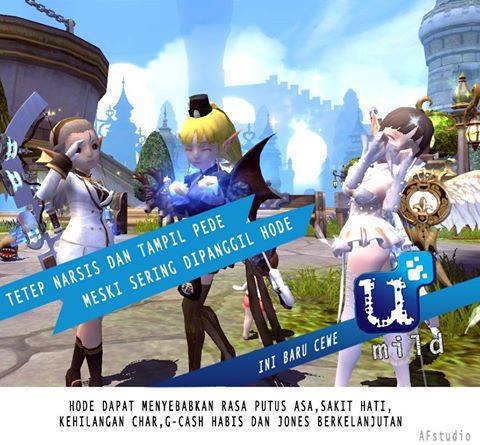 TETEP NARSIS DAN TAMPIL PEDE
MESKI SERING DIPANGGIL HODE
INI BARU CEWE
u
mild
HODE DAPAT MENYEBABKAN RASA PUTUS ASA,SAKIT HATI,
KEHILANGAN CHAR,G-CASH HABIS DAN JONES BERKELANJUTAN
AFstudio